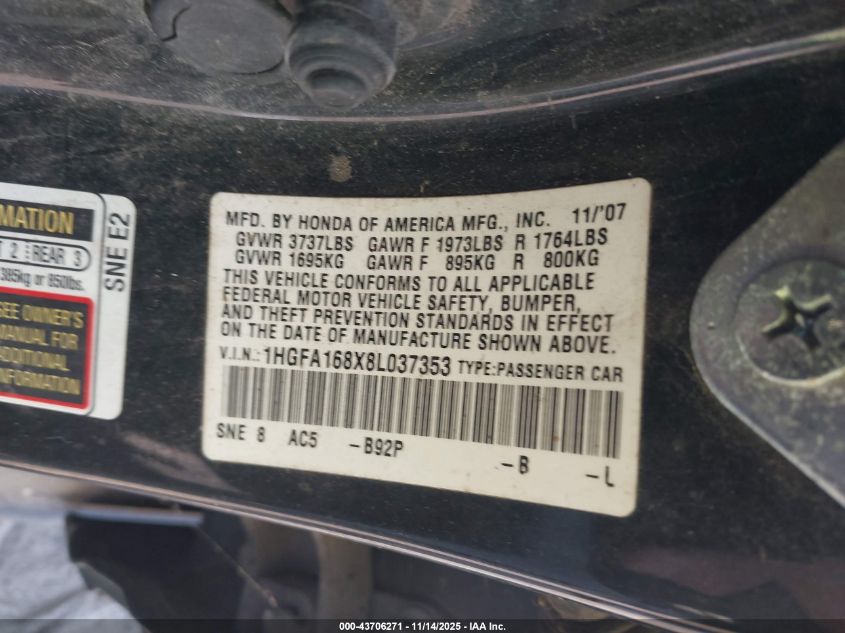 MATION
T 2 REAR 3
385kg or 850lbs.
SEE OWNER'S
MANUAL FOR
ADDITIONAL
INFORMATION
SNE E2
MFD. BY HONDA OF AMERICA MFG., INC. 11/'07
GVWR 3737LBS GAWR F 1973LBS R 1764LBS
GVWR 1695KG GAWR F 895KG R 800KG
THIS VEHICLE CONFORMS TO ALL APPLICABLE
FEDERAL MOTOR VEHICLE SAFETY, BUMPER,
AND THEFT PREVENTION STANDARDS IN EFFECT
ON THE DATE OF MANUFACTURE SHOWN ABOVE.
V.I.N.: 1HGFA168X8L037353 TYPE:PASSENGER CAR
SNE 8 AC5 -B92P -B -L
000-43706271 - 11/14/2025 - IAA Inc.